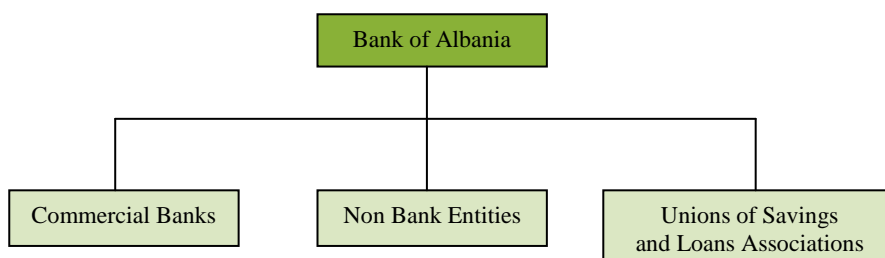 Bank of Albania
Commercial Banks
Non Bank Entities
Unions of Savings
and Loans Associations